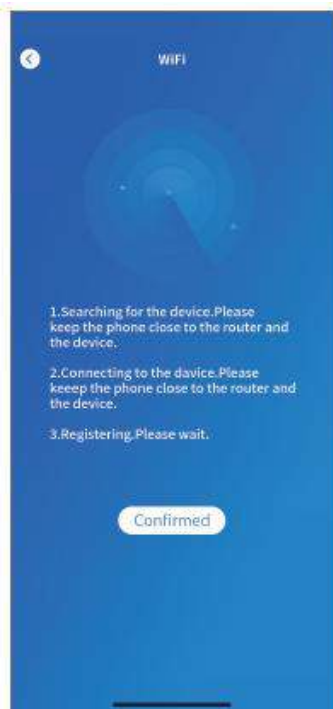 WiFi
1.Searching for the device.Please
keep the phone close to the router and
the device.
2.Connecting to the davice.Please
keeep the phone close to the router and
the device.
3.Registering.Please wait.
Confirmed